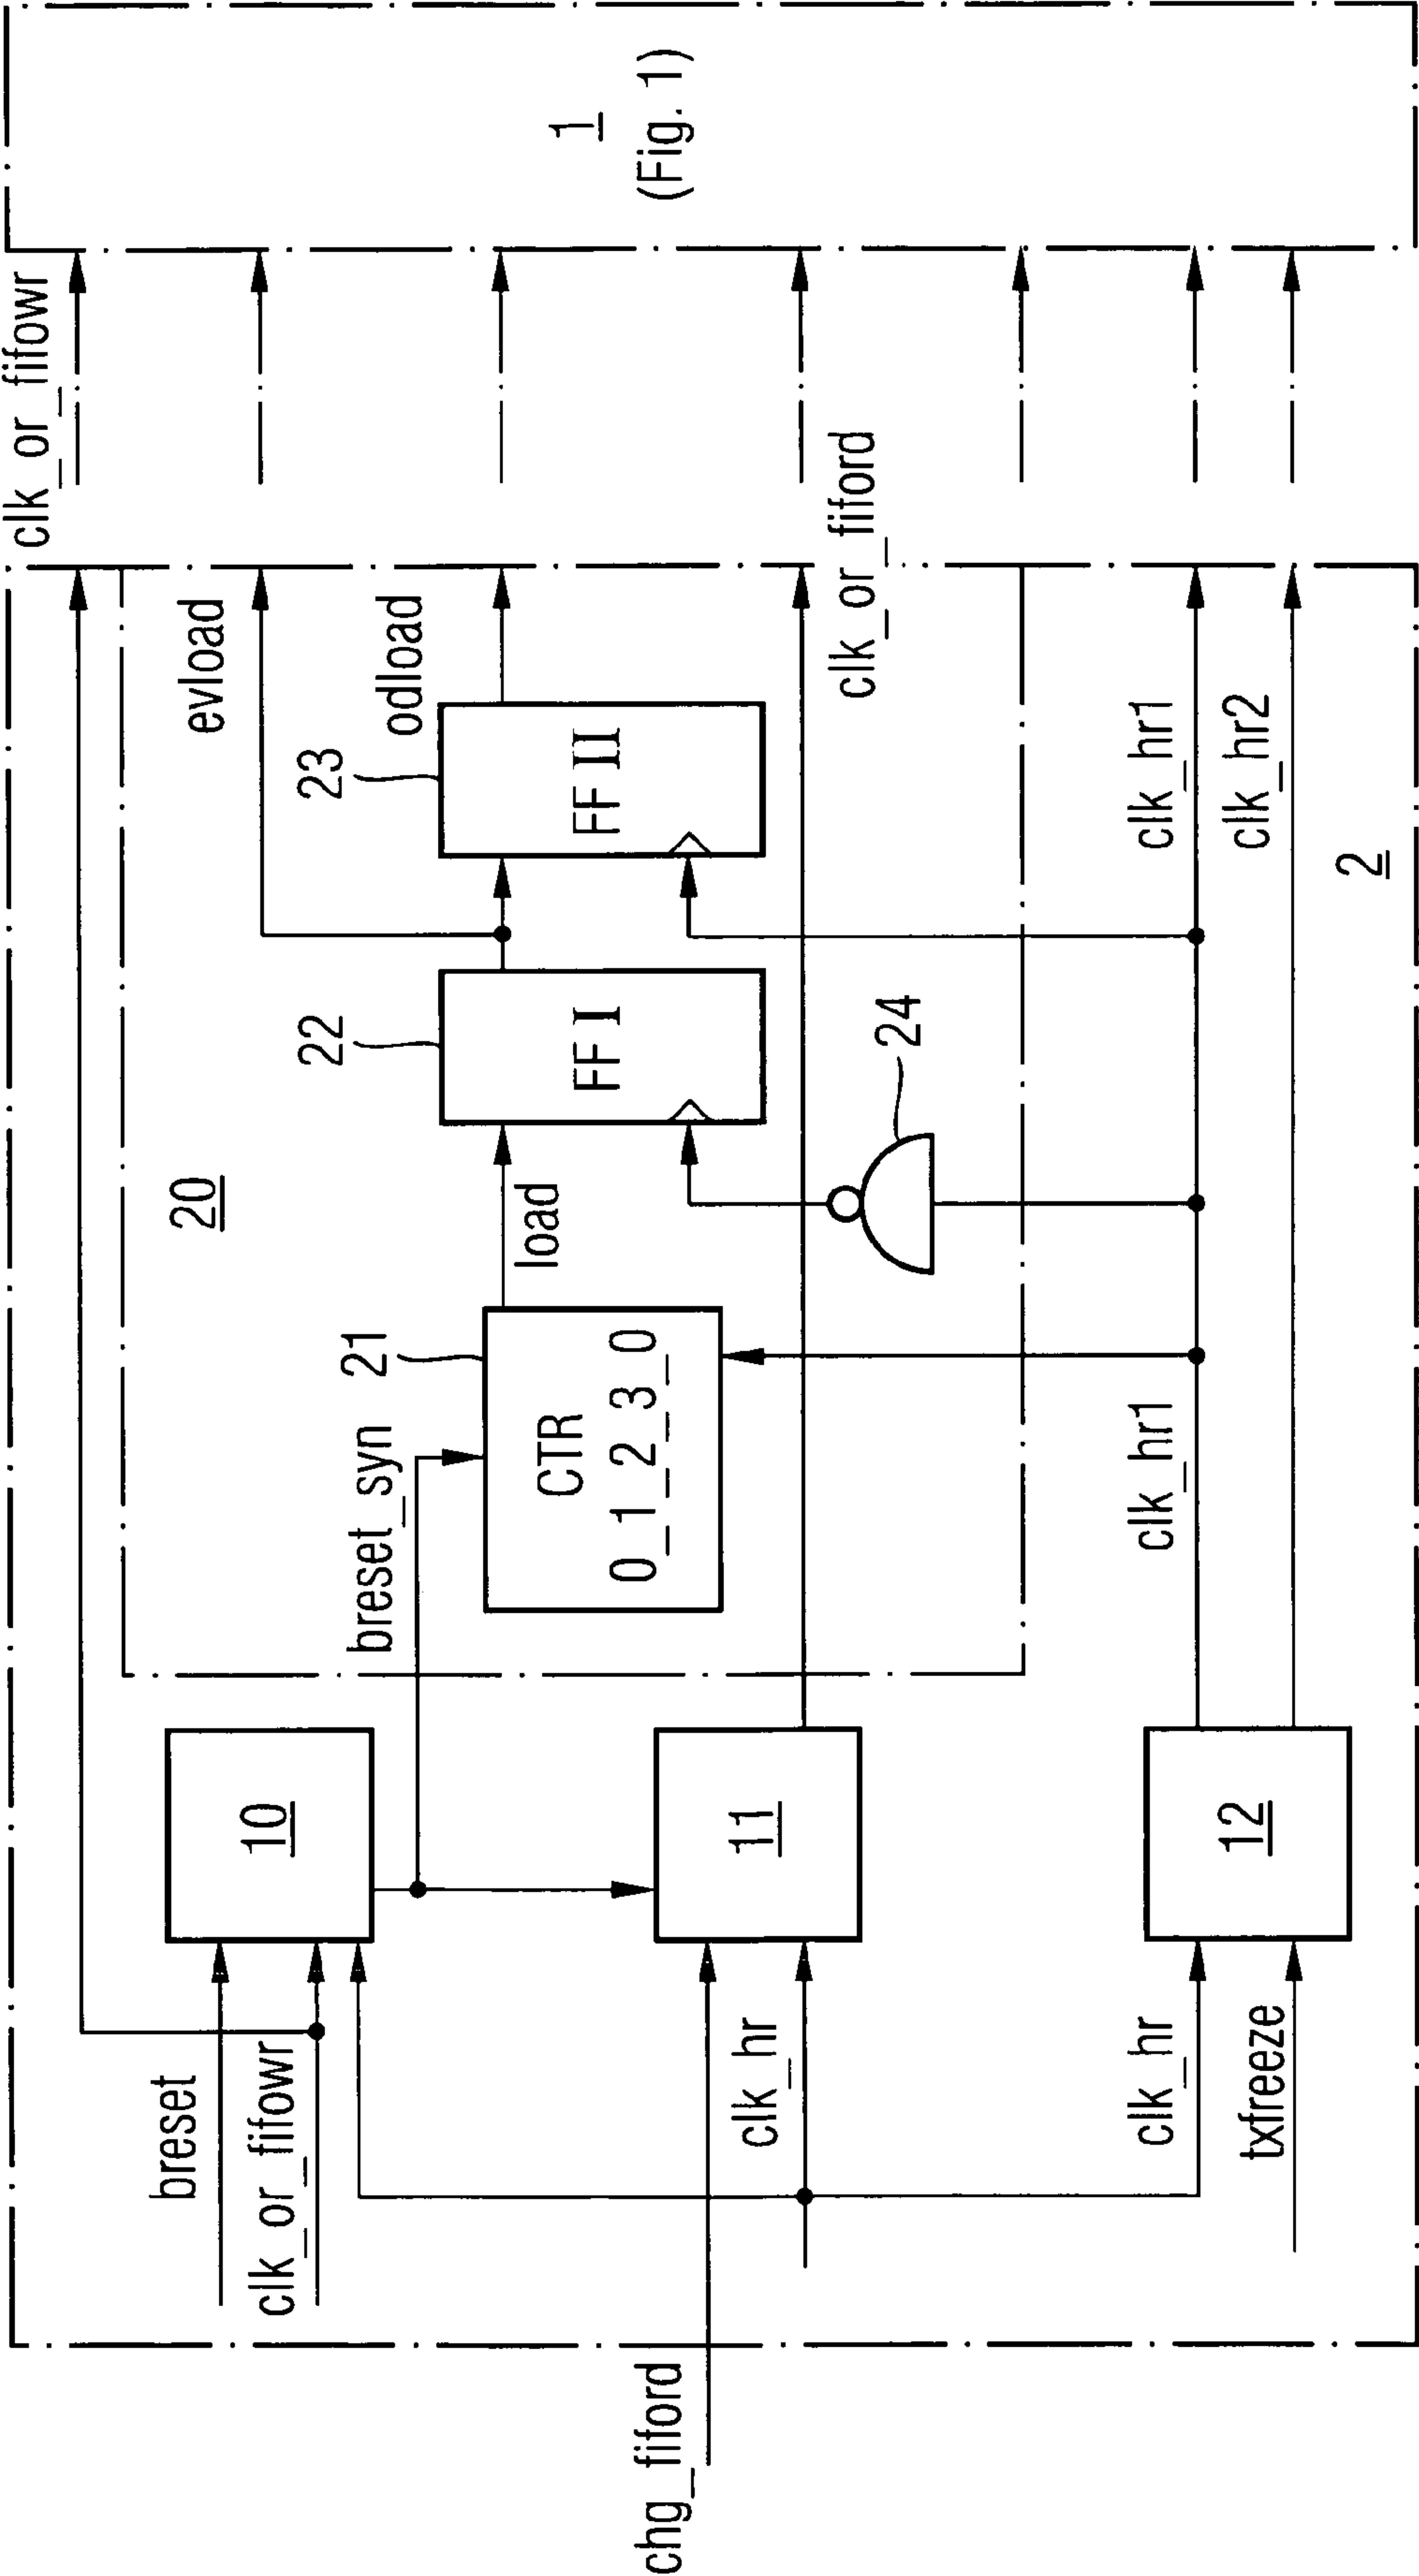 clk_or_fifowr
1
(Fig. 1)
evload
odload
clk_or_fiford
23
FF II
clk_hr1
clk_hr2
2
22
FF I
24
20
load
21
CTR
0_1_2_3_0
breset_syn
clk_hr1
10
11
12
breset
clk_or_fifowr
clk_hr
clk_hr
txfreeze
chg_fiford